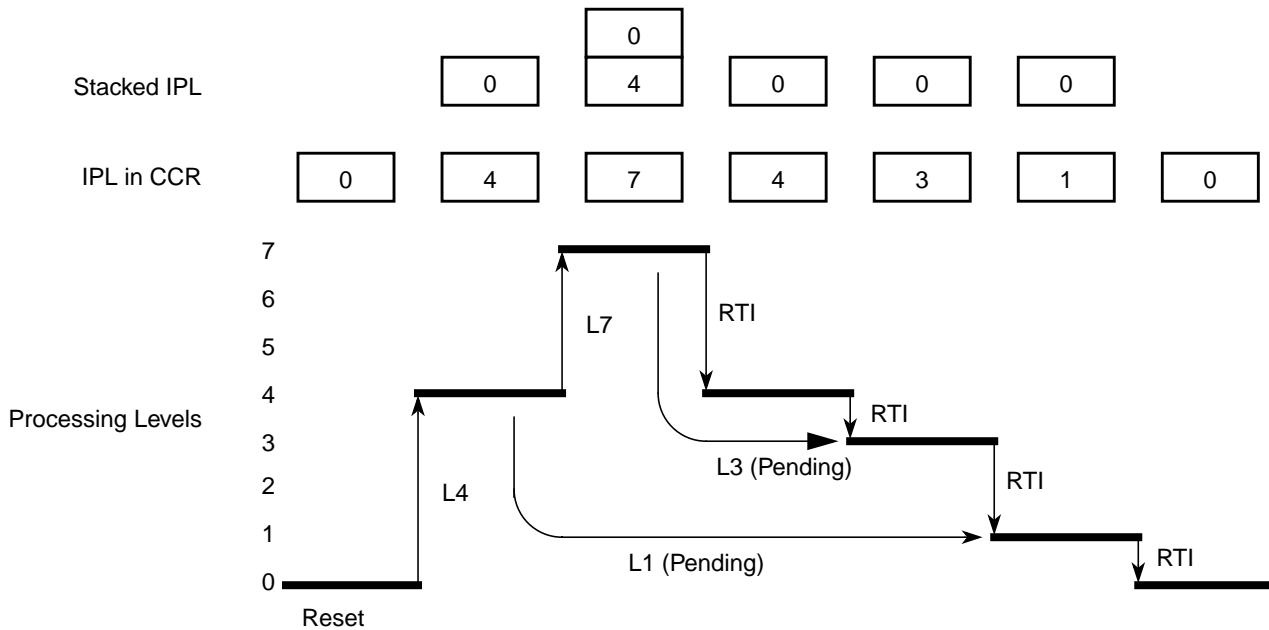 0
Stacked IPL 0 4 0 0 0
IPL in CCR 0 4 7 4 3 1 0
7
6
RTI
L7
5
4
Processing Levels
RTI
3
L3 (Pending)
RTI
2
L4
1
L1 (Pending)
RTI
0
Reset